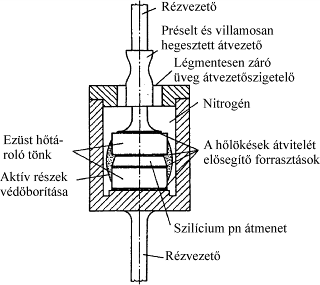 Rézvezető
Préselt és villamosan
hegesztett átvezető
Légmentesen záró
üveg átvezetőszigetelő
Nitrogén
Ezüst hőtá-
roló tönk
Aktív részek
védőborítása
A hőlökések átvitelét
elősegítő forrasztások
Szilícium pn átmenet
Rézvezető